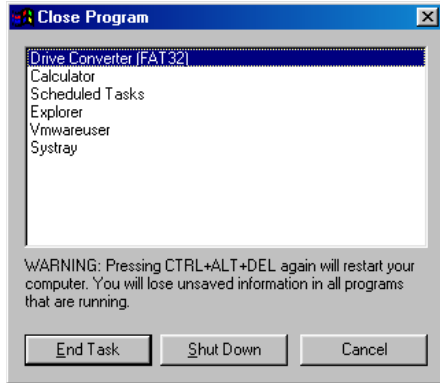 Close Program
Drive Converter (FAT32)
Calculator
Scheduled Tasks
Explorer
Vmwareuser
Systray
WARNING: Pressing CTRL+ALT+DEL again will restart your
computer. You will lose unsaved information in all programs
that are running.
End Task
Shut Down
Cancel